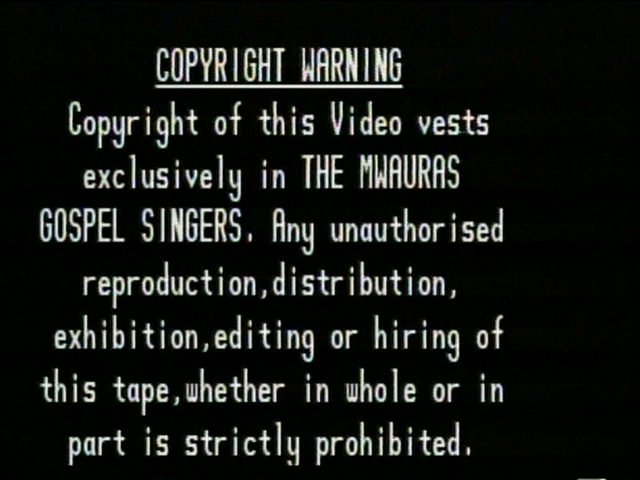 COPYRIGHT WARNING
Copyright of this Video vests
exclusively in THE MWAURAS
GOSPEL SINGERS. Any unauthorised
reproduction,distribution,
exhibition,editing or hiring of
this tape,whether in whole or in
part is strictly prohibited.